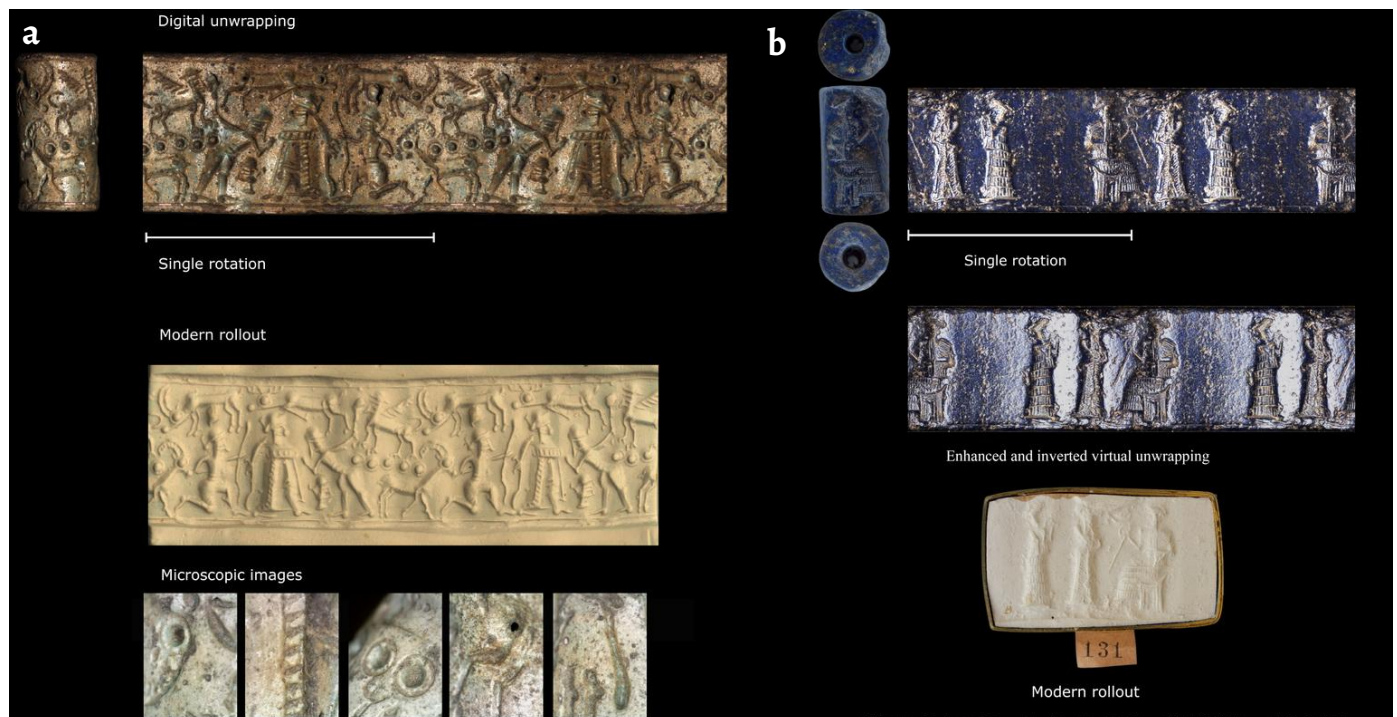 a
Digital unwrapping
Single rotation
Modern rollout
Microscopic images
b
Single rotation
Enhanced and inverted virtual unwrapping
131
Modern rollout